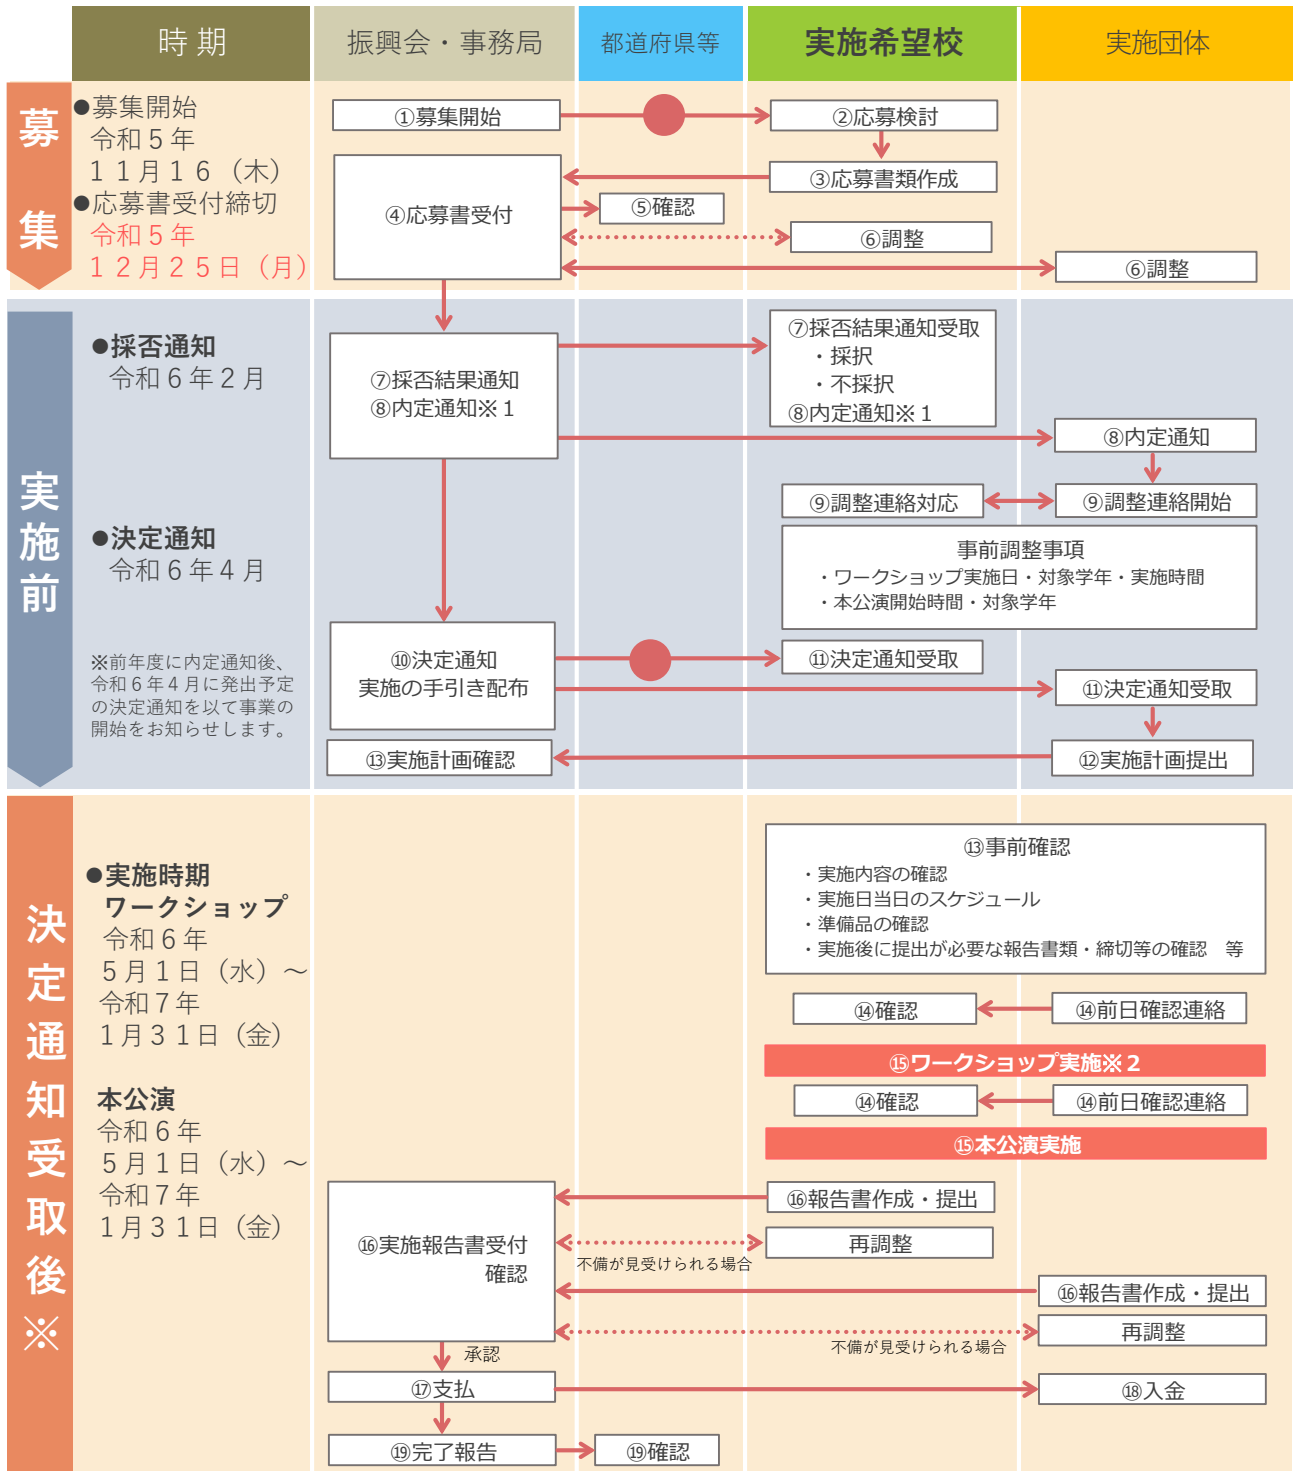 時 期
振興会・事務局
都道府県等
実施希望校
実施団体
募集
●募集開始
令和５年
１１月１６（木）
●応募書受付締切
令和５年
１２月２５日（月）
①募集開始
②応募検討
③応募書類作成
④応募書受付
⑤確認
⑥調整
⑥調整
実施前
●採否通知
令和６年２月
⑦採否結果通知
⑧内定通知※１
⑦採否結果通知受取
・採択
・不採択
⑧内定通知※１
⑧内定通知
⑨調整連絡対応
⑨調整連絡開始
●決定通知
令和６年４月
事前調整事項
・ワークショップ実施日・対象学年・実施時間
・本公演開始時間・対象学年
※前年度に内定通知後、
令和６年４月に発出予定
の決定通知を以て事業の
開始をお知らせします。
⑩決定通知
実施の手引き配布
⑪決定通知受取
⑪決定通知受取
⑬実施計画確認
⑫実施計画提出
決定通知受取後※
●実施時期
ワークショップ
令和６年
５月１日（水）～
令和７年
１月３１日（金）
本公演
令和６年
５月１日（水）～
令和７年
１月３１日（金）
⑬事前確認
・実施内容の確認
・実施日当日のスケジュール
・準備品の確認
・実施後に提出が必要な報告書類・締切等の確認　等
⑭確認
⑭前日確認連絡
⑮ワークショップ実施※２
⑭確認
⑭前日確認連絡
⑮本公演実施
⑯実施報告書受付
確認
⑯報告書作成・提出
再調整
不備が見受けられる場合
⑯報告書作成・提出
再調整
不備が見受けられる場合
承認
⑰支払
⑱入金
⑲完了報告
⑲確認